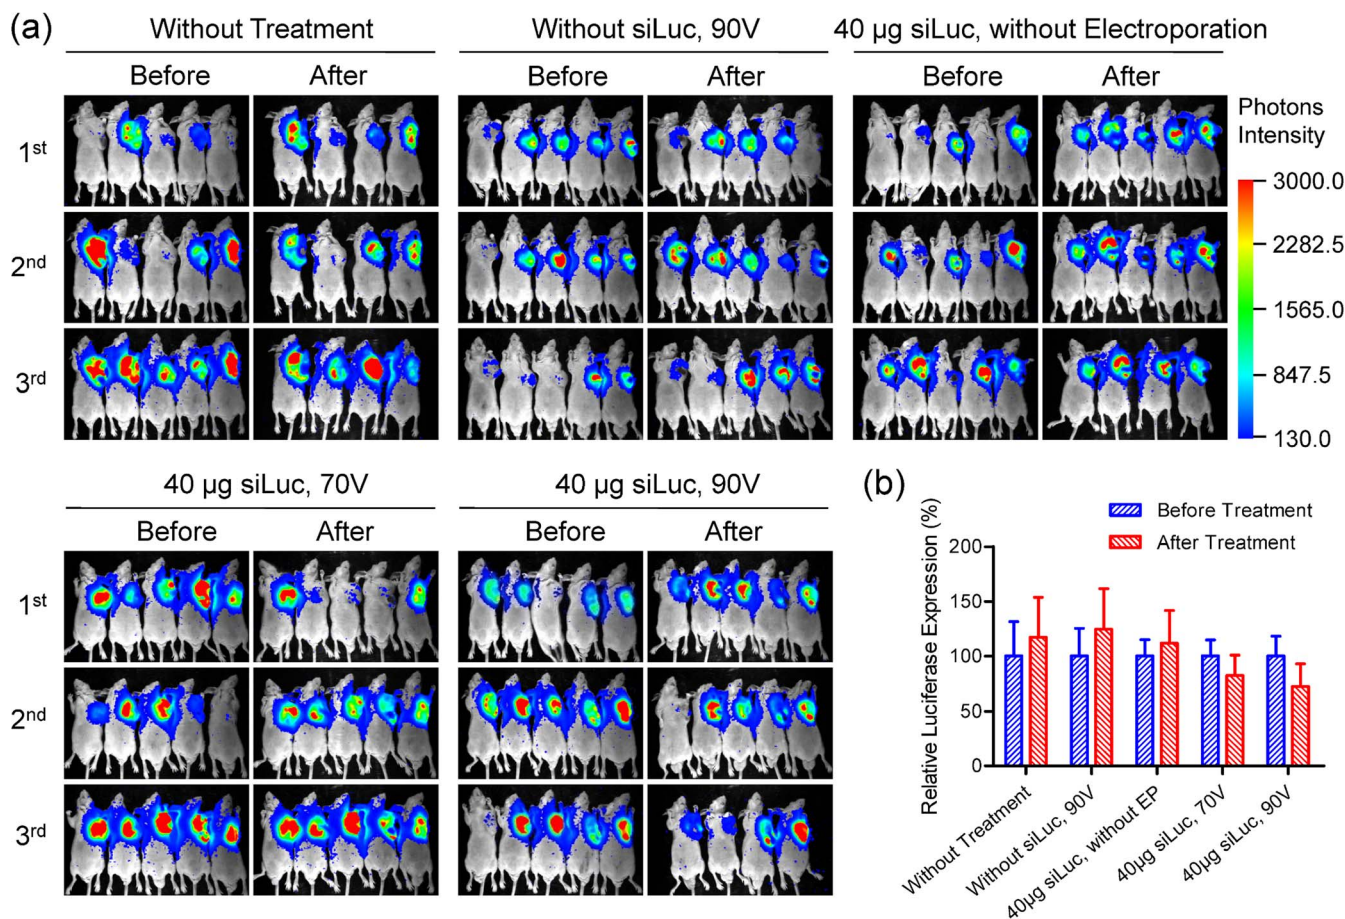 (a)
Without Treatment
Without siLuc, 90V
40 µg siLuc, without Electroporation
Before
After
Before
After
Before
After
1st
2nd
3rd
Photons
Intensity
3000.0
2282.5
1565.0
847.5
130.0
40 µg siLuc, 70V
40 µg siLuc, 90V
Before
After
Before
After
1st
2nd
3rd
(b)
Before Treatment
After Treatment
Relative Luciferase Expression (%)
200
150
100
50
0
Without Treatment
Without siLuc, 90V
40µg siLuc, without EP
40µg siLuc, 70V
40µg siLuc, 90V